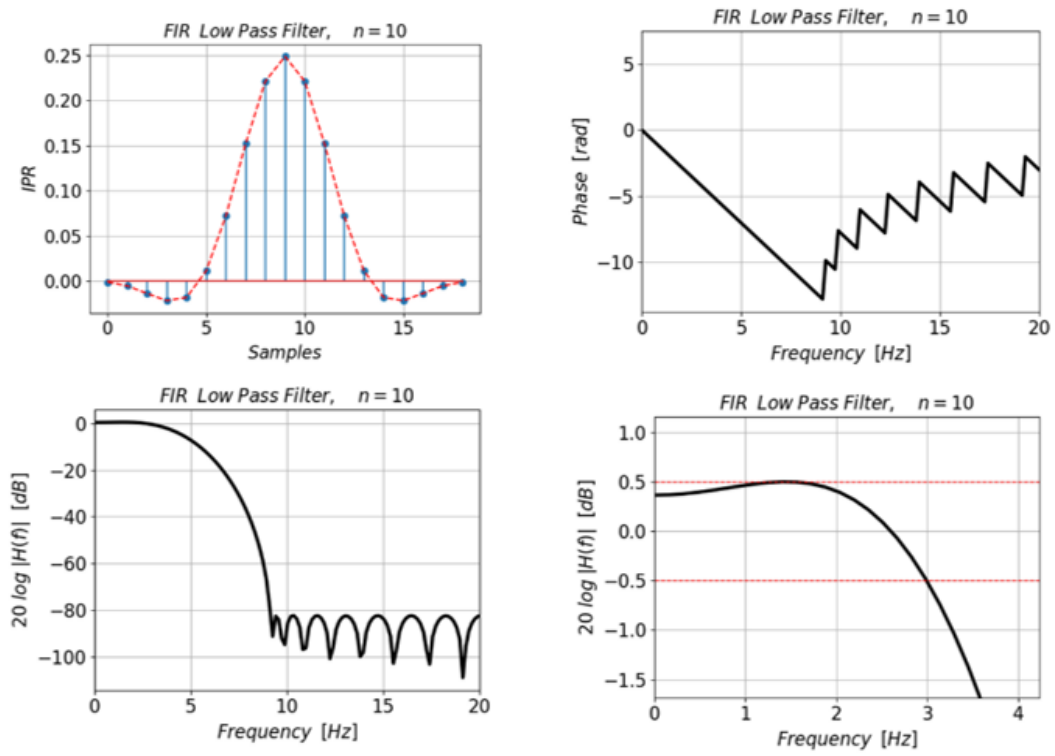 FIR Low Pass Filter, n = 10
0.25
0.20
0.15
0.10
0.05
0.00
IPR
0 5 10 15
Samples
FIR Low Pass Filter, n = 10
5
0
−5
−10
Phase [rad]
0 5 10 15 20
Frequency [Hz]
FIR Low Pass Filter, n = 10
0
−20
−40
−60
−80
−100
20 log |H(f)| [dB]
0 5 10 15 20
Frequency [Hz]
FIR Low Pass Filter, n = 10
1.0
0.5
0.0
−0.5
−1.0
−1.5
20 log |H(f)| [dB]
0 1 2 3 4
Frequency [Hz]